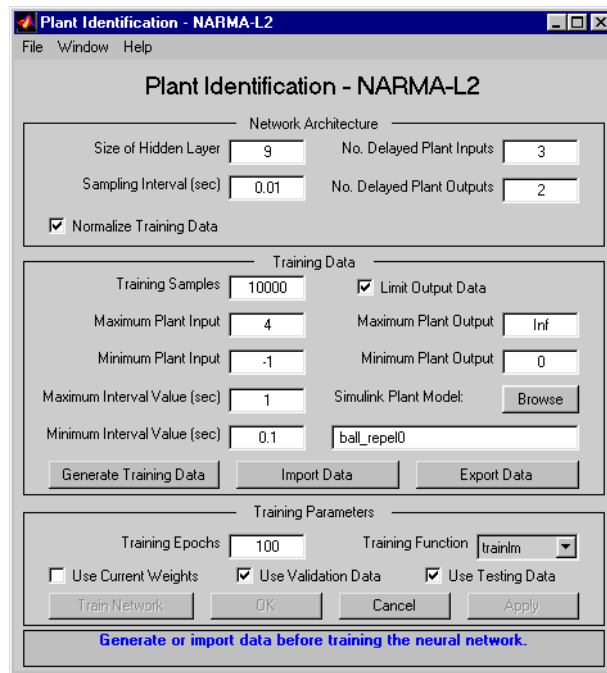 Plant Identification - NARMA-L2
File Window Help
Plant Identification - NARMA-L2
Network Architecture
Size of Hidden Layer 9 No. Delayed Plant Inputs 3
Sampling Interval (sec) 0.01 No. Delayed Plant Outputs 2
Normalize Training Data
Training Data
Training Samples 10000 Limit Output Data
Maximum Plant Input 4 Maximum Plant Output Inf
Minimum Plant Input -1 Minimum Plant Output 0
Maximum Interval Value (sec) 1 Simulink Plant Model: Browse
Minimum Interval Value (sec) 0.1 ball_repel0
Generate Training Data Import Data Export Data
Training Parameters
Training Epochs 100 Training Function trainlm
Use Current Weights Use Validation Data Use Testing Data
Train Network OK Cancel Apply
Generate or import data before training the neural network.